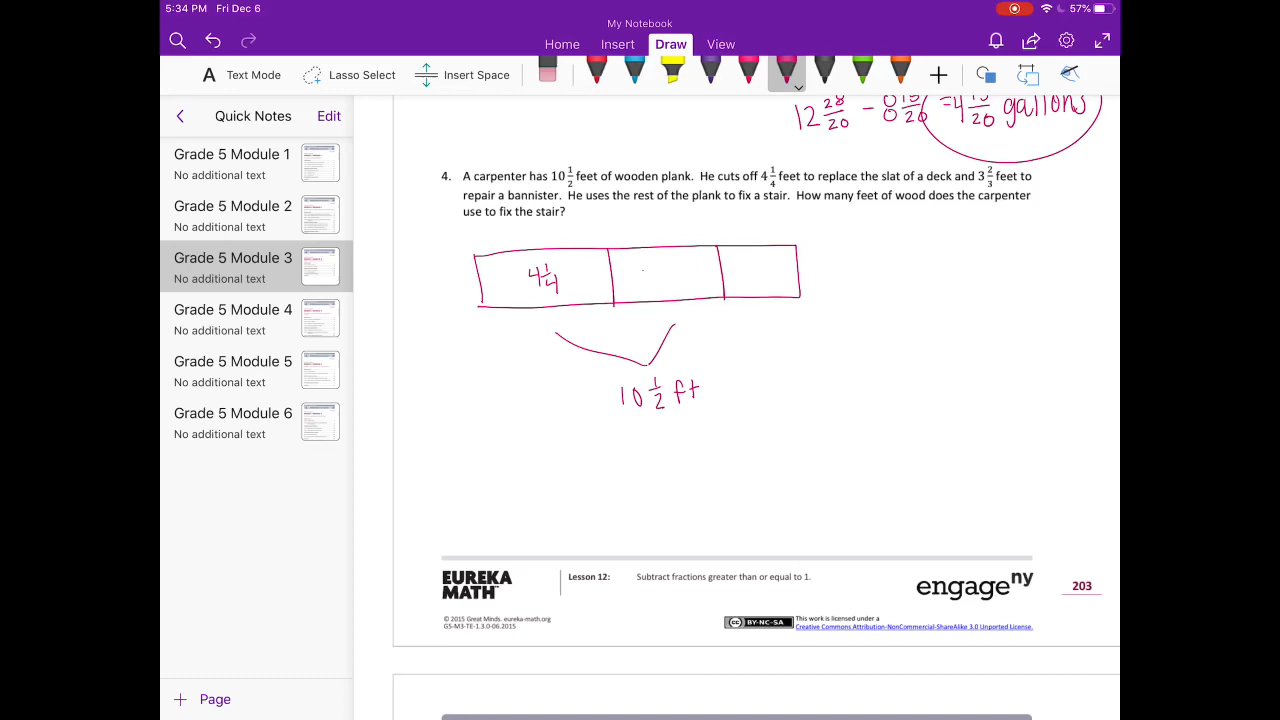 5:34 PM Fri Dec 6
57%
My Notebook
Home Insert Draw View
A Text Mode Lasso Select Insert Space
Quick Notes Edit
Grade 5 Module 1
No additional text
Grade 5 Module 2
No additional text
Grade 5 Module 3
No additional text
Grade 5 Module 4
No additional text
Grade 5 Module 5
No additional text
Grade 5 Module 6
No additional text
+ Page
12 28/20 - 15/20 = 4 13/20 gallons
4. A carpenter has 10 1/2 feet of wooden plank. He cuts off 4 1/4 feet to replace the slat of a deck and 3 2/3 feet to
repair a bannister. He uses the rest of the plank to fix a stair. How many feet of wood does the carpenter
use to fix the stair?
4 1/4
10 1/2 ft
EUREKA
MATH™
Lesson 12: Subtract fractions greater than or equal to 1.
engageny
203
© 2015 Great Minds. eureka-math.org
G5-M3-TE-1.3.0-06.2015
cc BY-NC-SA
This work is licensed under a
Creative Commons Attribution-NonCommercial-ShareAlike 3.0 Unported License.